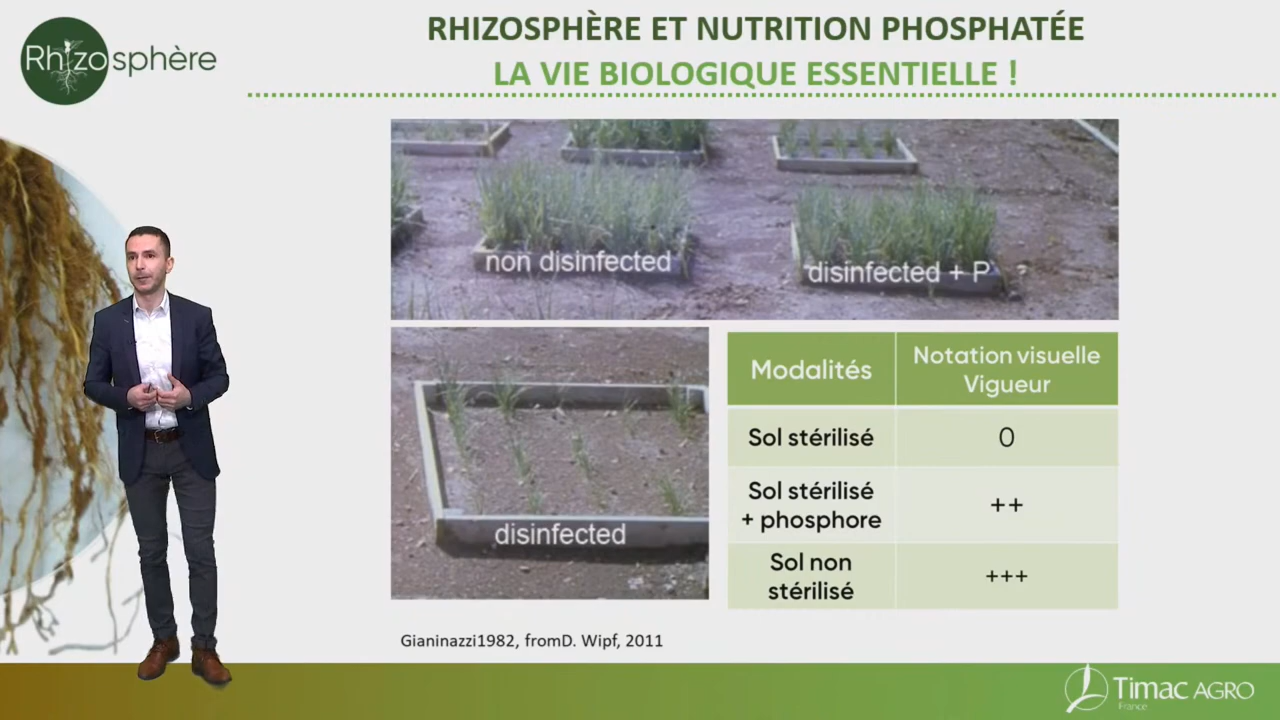 Rhizosphère
RHIZOSPHÈRE ET NUTRITION PHOSPHATÉE
LA VIE BIOLOGIQUE ESSENTIELLE !
non disinfected
disinfected + P
disinfected
Modalités
Notation visuelle
Vigueur
Sol stérilisé
0
Sol stérilisé
+ phosphore
++
Sol non
stérilisé
+++
Gianinazzi1982, fromD. Wipf, 2011
Timac AGRO
France